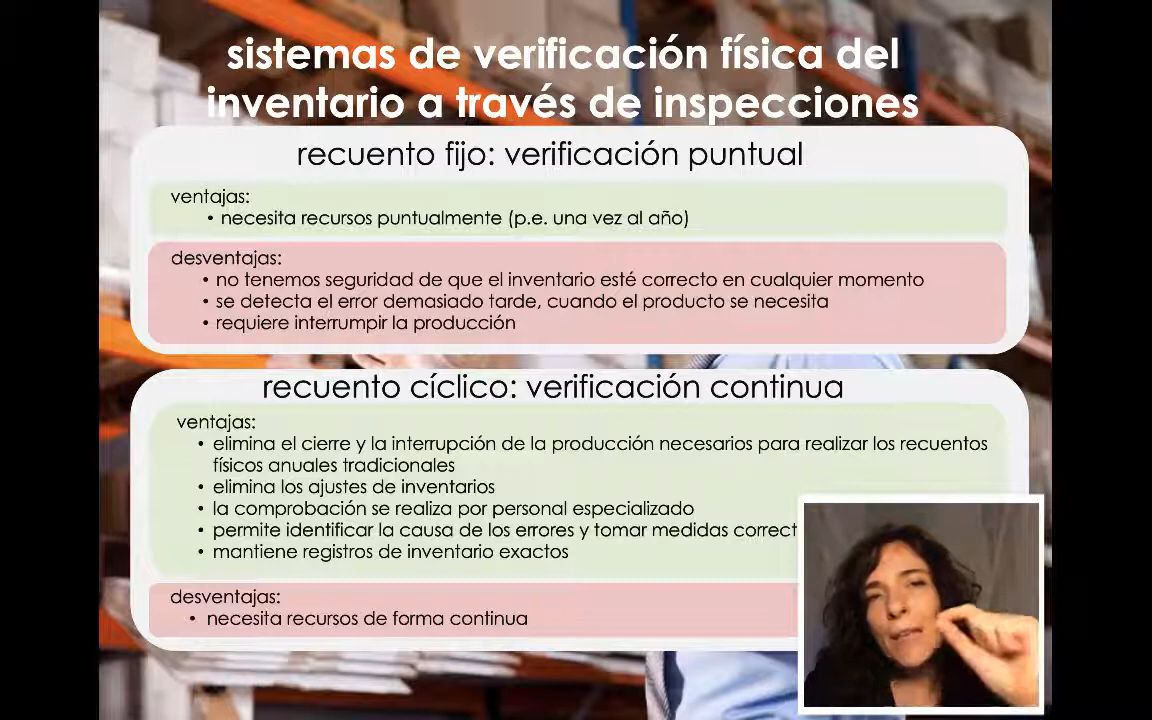 sistemas de verificación física del
inventario a través de inspecciones
recuento fijo: verificación puntual
ventajas:
• necesita recursos puntualmente (p.e. una vez al año)
desventajas:
• no tenemos seguridad de que el inventario esté correcto en cualquier momento
• se detecta el error demasiado tarde, cuando el producto se necesita
• requiere interrumpir la producción
recuento cíclico: verificación continua
ventajas:
• elimina el cierre y la interrupción de la producción necesarios para realizar los recuentos
físicos anuales tradicionales
• elimina los ajustes de inventarios
• la comprobación se realiza por personal especializado
• permite identificar la causa de los errores y tomar medidas correct
• mantiene registros de inventario exactos
desventajas:
• necesita recursos de forma continua